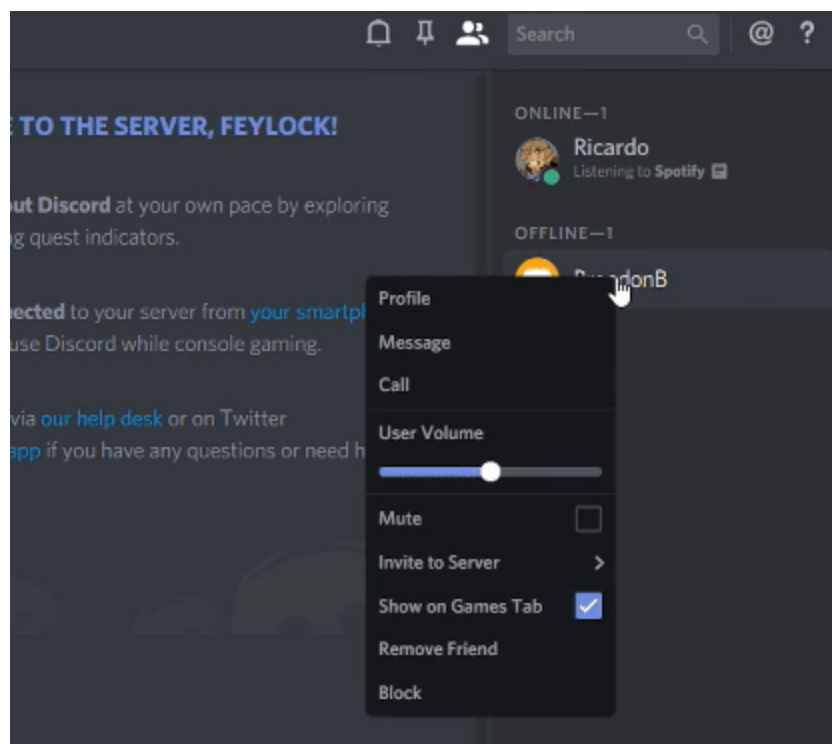 Search
@ ?
TO THE SERVER, FEYLOCK!
ONLINE—1
Ricardo
Listening to Spotify
out Discord at your own pace by exploring
quest indicators.
OFFLINE—1
to your server from your
use Discord while console gaming.
via our help desk or on Twitter
app if you have any questions or need
Profile
Message
Call
User Volume
Mute
Invite to Server
Show on Games Tab
Remove Friend
Block